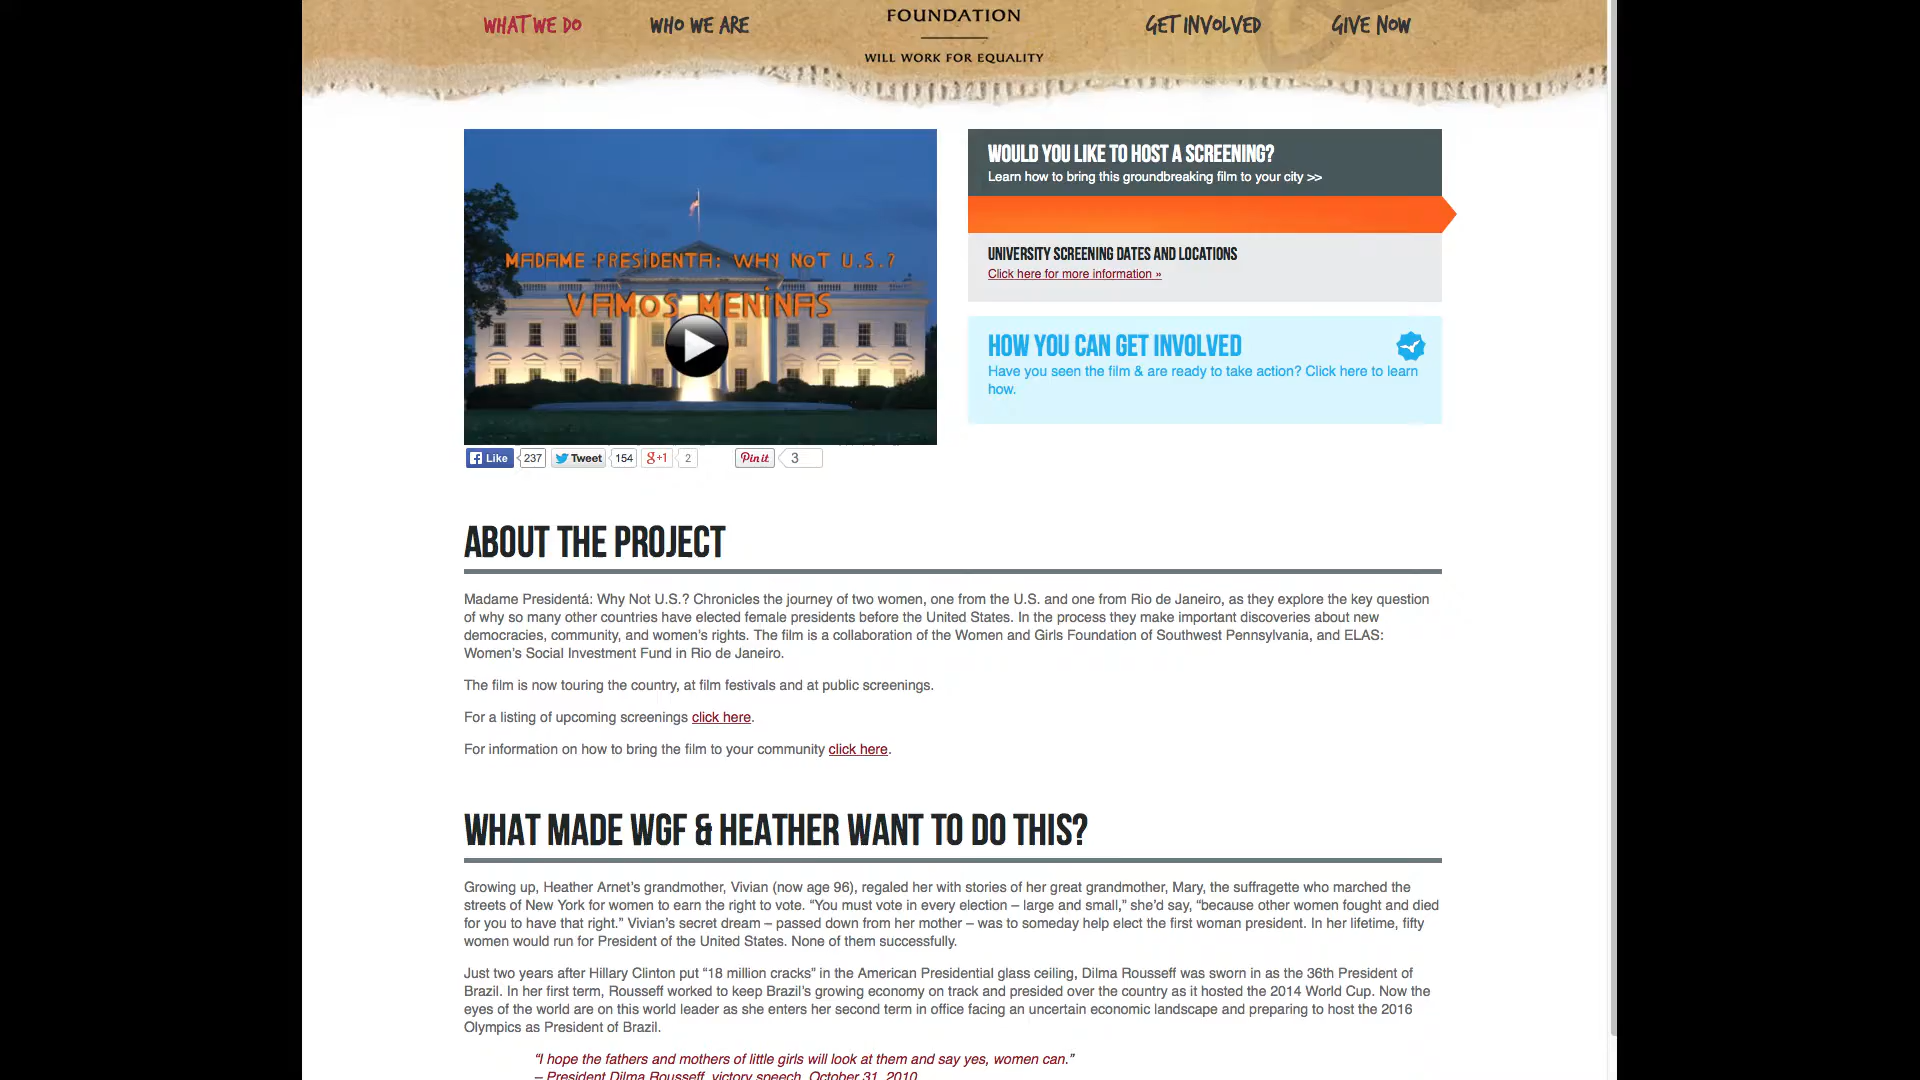 WHAT WE DO
WHO WE ARE
FOUNDATION
WILL WORK FOR EQUALITY
GET INVOLVED
GIVE NOW
MADAME PRESIDENTA: WHY NOT U.S.?
VAMOS MENINAS
WOULD YOU LIKE TO HOST A SCREENING?
Learn how to bring this groundbreaking film to your city >>
UNIVERSITY SCREENING DATES AND LOCATIONS
Click here for more information »
HOW YOU CAN GET INVOLVED
Have you seen the film & are ready to take action? Click here to learn
how.
Like 237 Tweet 154 g+1 2 Pin it 3
ABOUT THE PROJECT
Madame Presidentá: Why Not U.S.? Chronicles the journey of two women, one from the U.S. and one from Rio de Janeiro, as they explore the key question
of why so many other countries have elected female presidents before the United States. In the process they make important discoveries about new
democracies, community, and women's rights. The film is a collaboration of the Women and Girls Foundation of Southwest Pennsylvania, and ELAS:
Women's Social Investment Fund in Rio de Janeiro.
The film is now touring the country, at film festivals and at public screenings.
For a listing of upcoming screenings click here.
For information on how to bring the film to your community click here.
WHAT MADE WGF & HEATHER WANT TO DO THIS?
Growing up, Heather Arnet's grandmother, Vivian (now age 96), regaled her with stories of her great grandmother, Mary, the suffragette who marched the
streets of New York for women to earn the right to vote. “You must vote in every election – large and small,” she'd say, “because other women fought and died
for you to have that right.” Vivian's secret dream – passed down from her mother – was to someday help elect the first woman president. In her lifetime, fifty
women would run for President of the United States. None of them successfully.
Just two years after Hillary Clinton put “18 million cracks” in the American Presidential glass ceiling, Dilma Rousseff was sworn in as the 36th President of
Brazil. In her first term, Rousseff worked to keep Brazil's growing economy on track and presided over the country as it hosted the 2014 World Cup. Now the
eyes of the world are on this world leader as she enters her second term in office facing an uncertain economic landscape and preparing to host the 2016
Olympics as President of Brazil.
“I hope the fathers and mothers of little girls will look at them and say yes, women can.”
– President Dilma Rousseff, victory speech, October 31, 2010